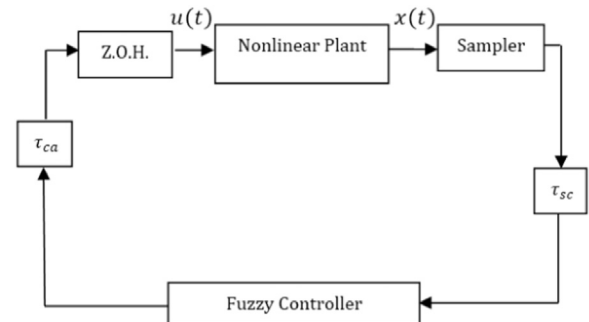 u(t)
x(t)
Z.O.H.
Nonlinear Plant
Sampler
τ_ca
τ_sc
Fuzzy Controller